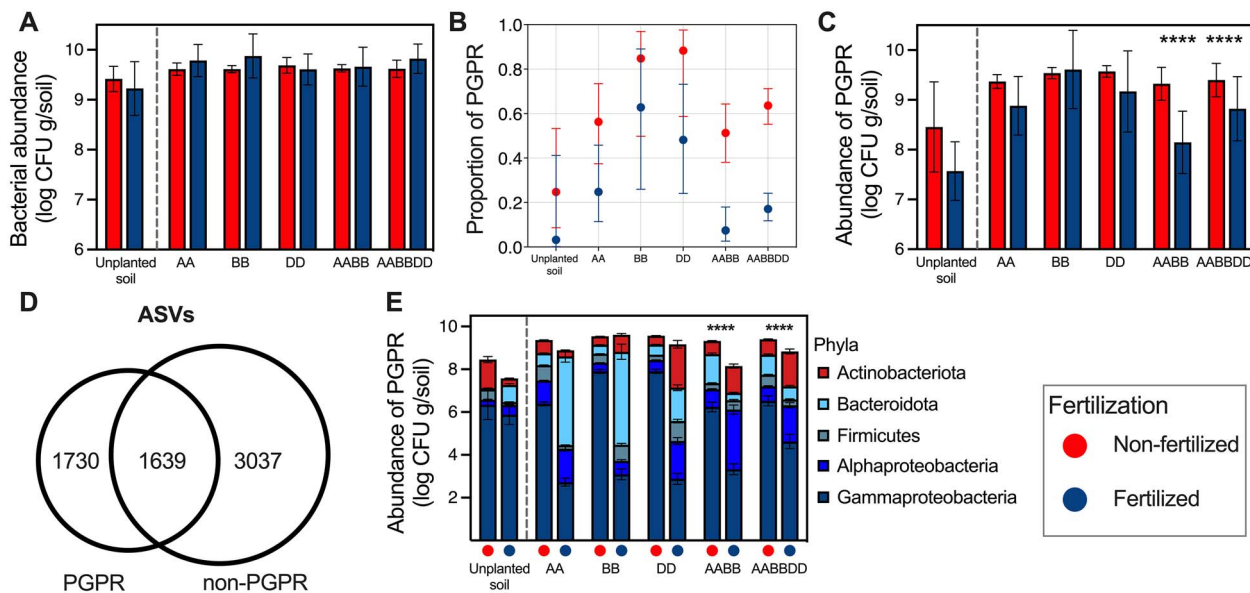 A
Bacterial abundance
(log CFU g/soil)
10
9
8
7
6
Unplanted
soil
AA
BB
DD
AABB
AABBDD
B
Proportion of PGPR
1.0
0.8
0.6
0.4
0.2
0.0
Unplanted
soil
AA
BB
DD
AABB
AABBDD
C
Abundance of PGPR
(log CFU g/soil)
10
9
8
7
6
**** ****
Unplanted
soil
AA
BB
DD
AABB
AABBDD
D
ASVs
1730 1639 3037
PGPR non-PGPR
E
Abundance of PGPR
(log CFU g/soil)
10
8
6
4
2
**** ****
Unplanted
soil
AA
BB
DD
AABB
AABBDD
Phyla
Actinobacteriota
Bacteroidota
Firmicutes
Alphaproteobacteria
Gammaproteobacteria
Fertilization
Non-fertilized
Fertilized